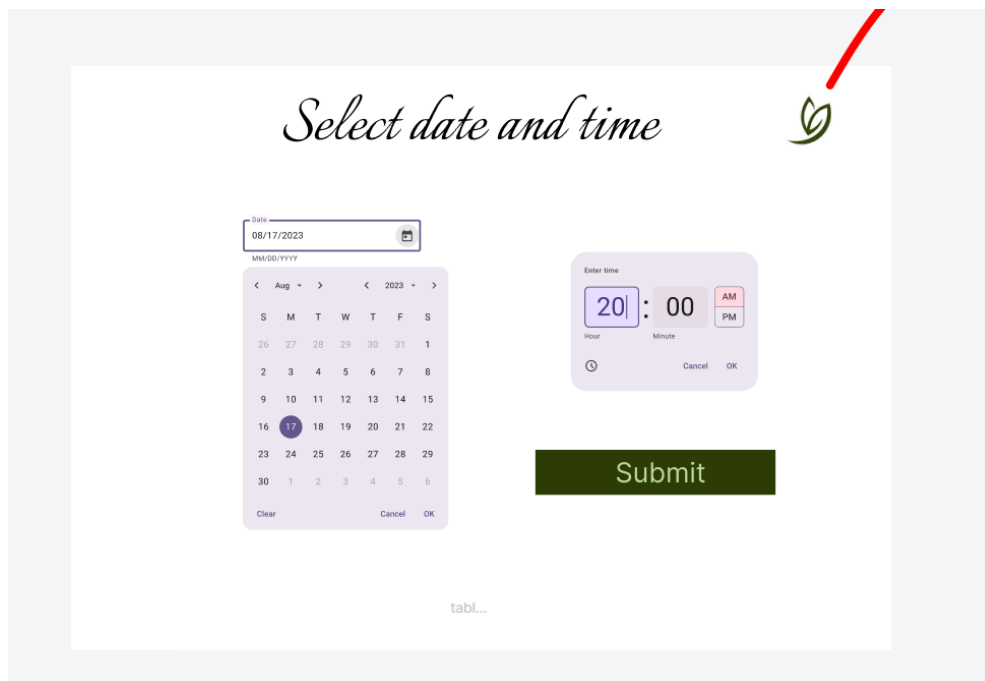 Select date and time
Date
08/17/2023
MM/DD/YYYY
Aug 2023
S M T W T F S
26 27 28 29 30 31 1
2 3 4 5 6 7 8
9 10 11 12 13 14 15
16 17 18 19 20 21 22
23 24 25 26 27 28 29
30 1 2 3 4 5 6
Clear Cancel OK
Enter time
20 : 00 AM
PM
Hour Minute
Cancel OK
Submit
tabl...